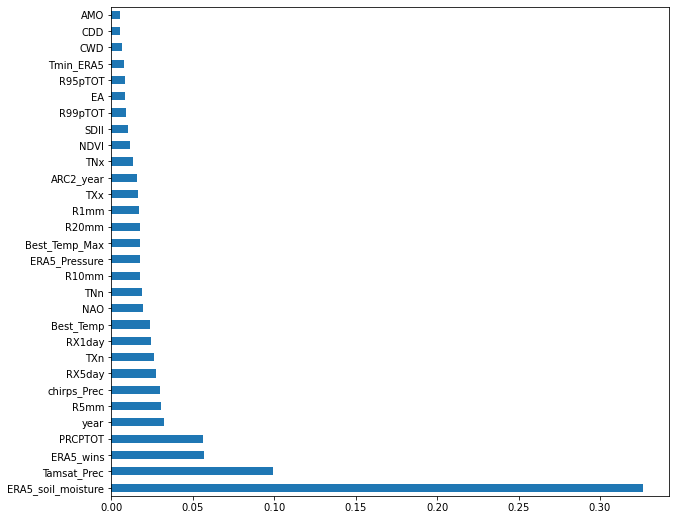 AMO
CDD
CWD
Tmin_ERA5
R95pTOT
EA
R99pTOT
SDII
NDVI
TNx
ARC2_year
TXx
R1mm
R20mm
Best_Temp_Max
ERA5_Pressure
R10mm
TNn
NAO
Best_Temp
RX1day
TXn
RX5day
chirps_Prec
R5mm
year
PRCPTOT
ERA5_wins
Tamsat_Prec
ERA5_soil_moisture
0.00 0.05 0.10 0.15 0.20 0.25 0.30